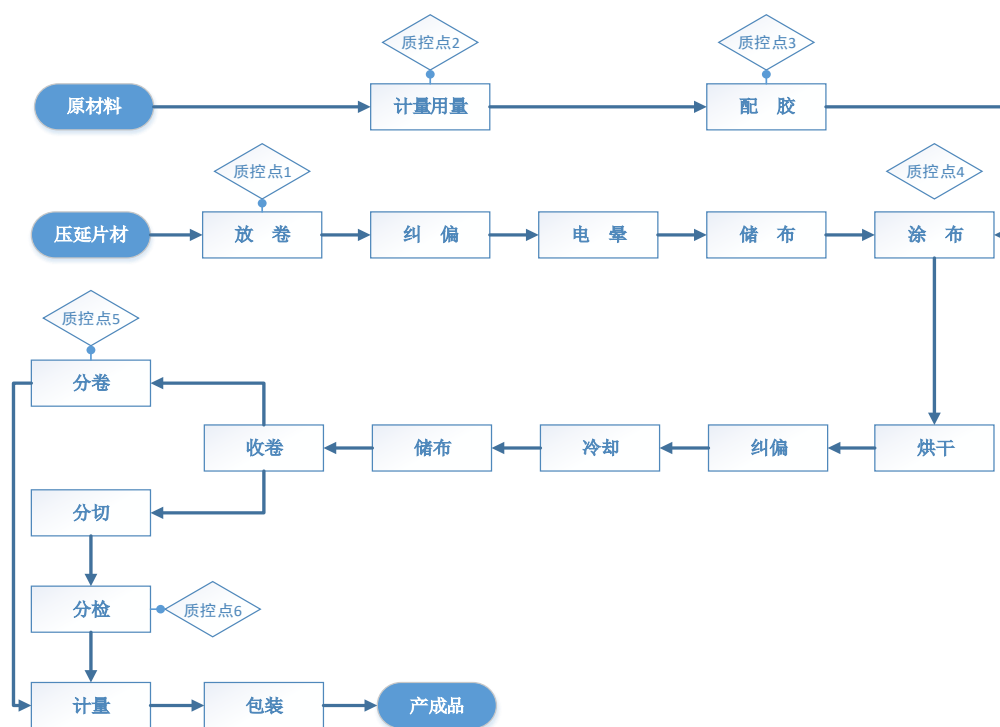 质控点2
质控点3
原材料
计量用量
配 胶
质控点1
质控点4
压延片材
放 卷
纠 偏
电 晕
储 布
涂 布
质控点5
分卷
收卷
储布
冷却
纠偏
烘干
分切
分检
质控点6
计量
包装
产成品